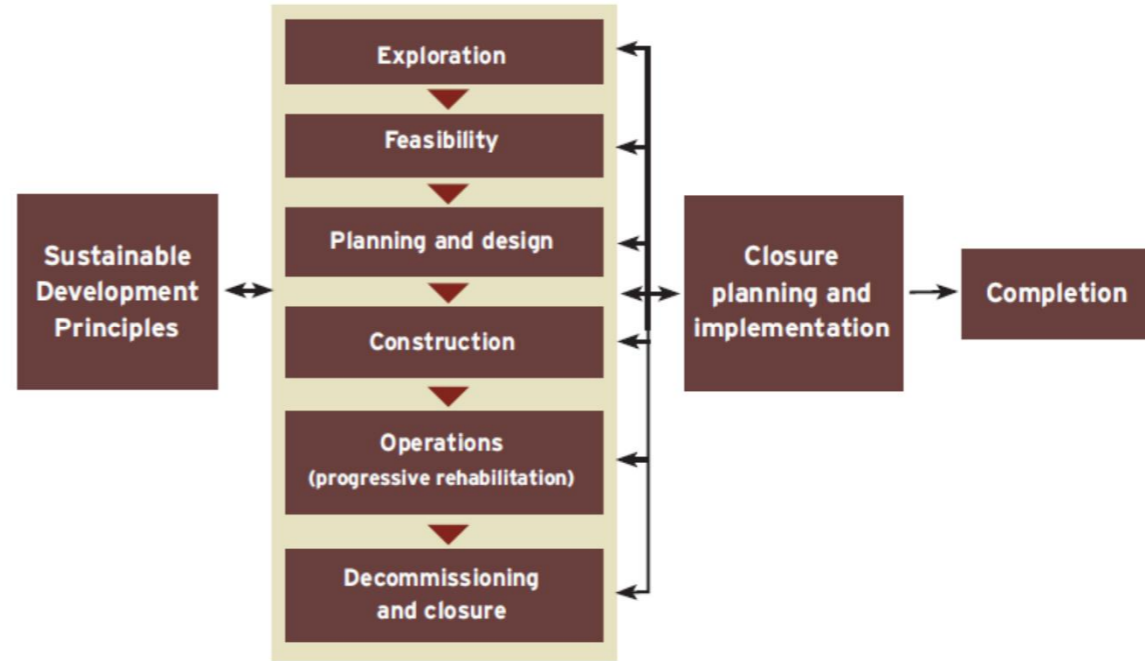 Exploration
Feasibility
Planning and design
Construction
Operations
(progressive rehabilitation)
Decommissioning
and closure
Sustainable
Development
Principles
Closure
planning and
implementation
Completion